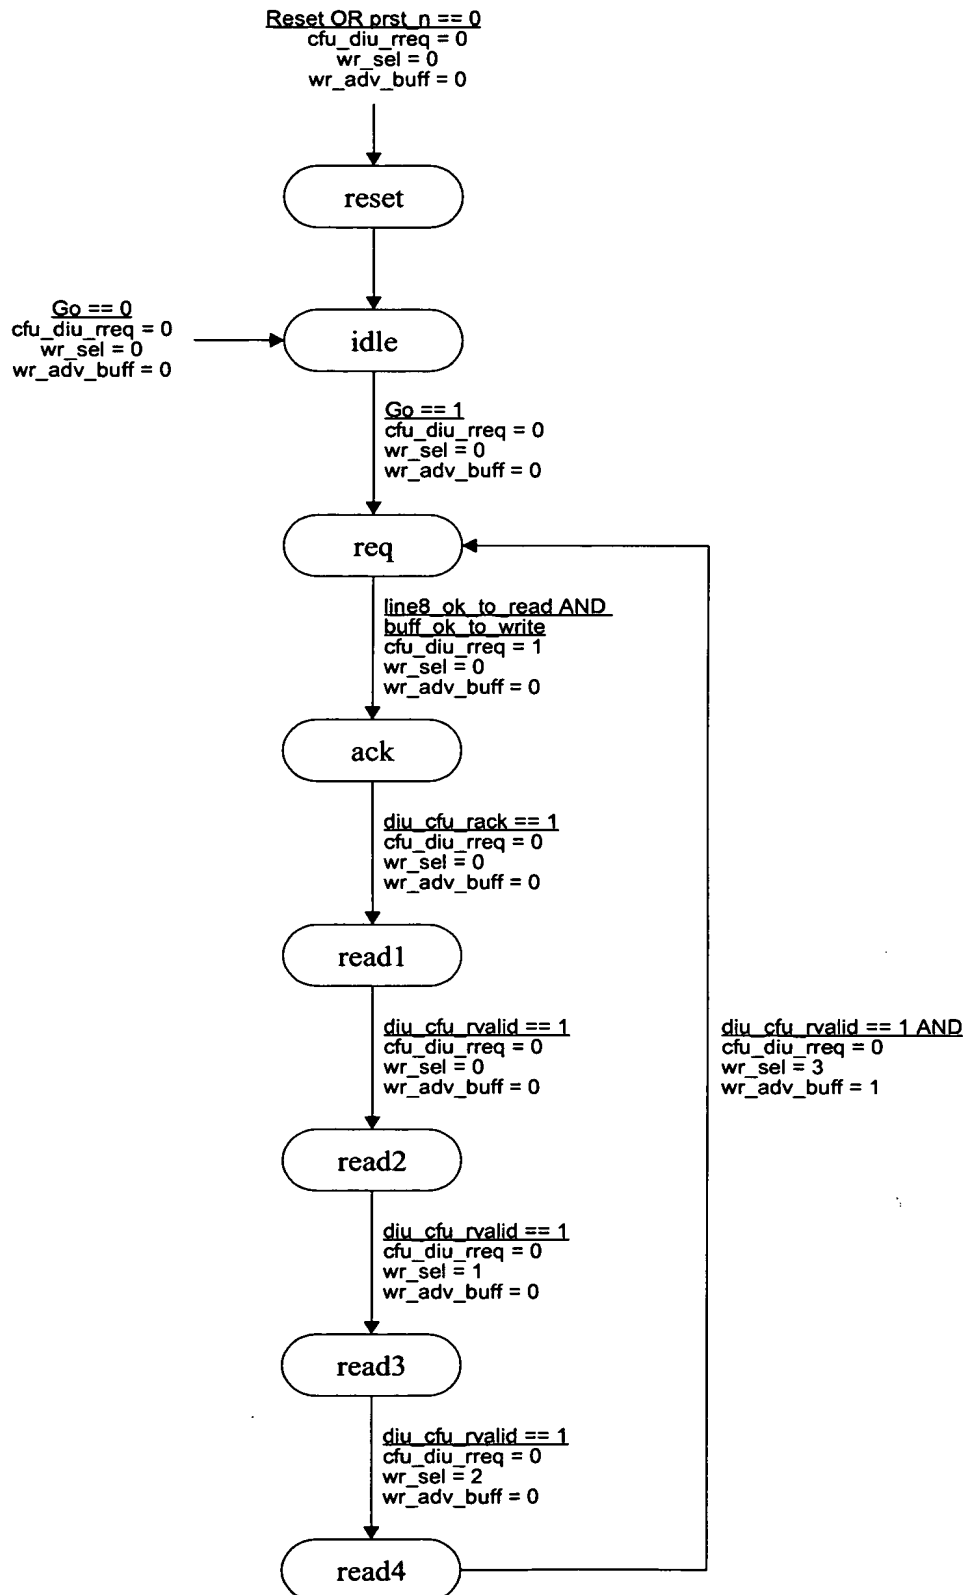 Reset OR prst_n == 0
cfu_diu_rreq = 0
wr_sel = 0
wr_adv_buff = 0
reset
Go == 0
cfu_diu_rreq = 0
wr_sel = 0
wr_adv_buff = 0
idle
Go == 1
cfu_diu_rreq = 0
wr_sel = 0
wr_adv_buff = 0
req
line8_ok_to_read AND
buff_ok_to_write
cfu_diu_rreq = 1
wr_sel = 0
wr_adv_buff = 0
ack
diu_cfu_rack == 1
cfu_diu_rreq = 0
wr_sel = 0
wr_adv_buff = 0
read1
diu_cfu_rvalid == 1
cfu_diu_rreq = 0
wr_sel = 0
wr_adv_buff = 0
diu_cfu_rvalid == 1 AND
cfu_diu_rreq = 0
wr_sel = 3
wr_adv_buff = 1
read2
diu_cfu_rvalid == 1
cfu_diu_rreq = 0
wr_sel = 1
wr_adv_buff = 0
read3
diu_cfu_rvalid == 1
cfu_diu_rreq = 0
wr_sel = 2
wr_adv_buff = 0
read4